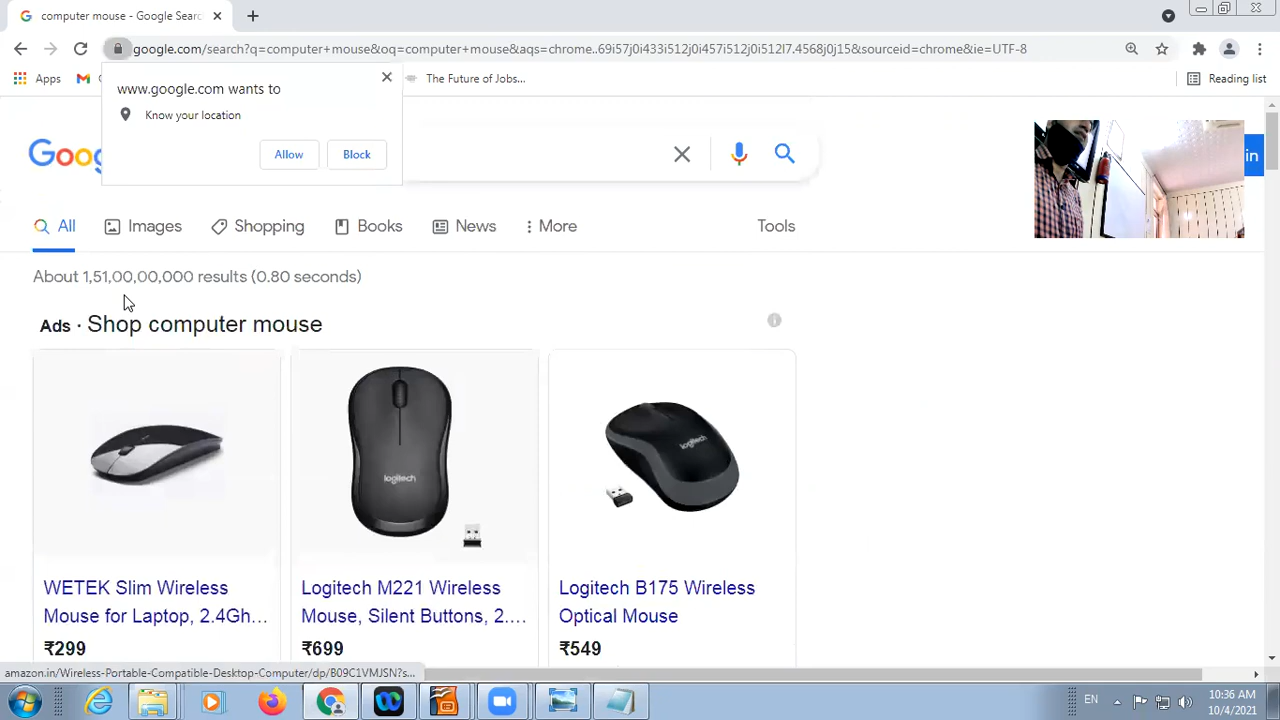 computer mouse - Google Sear
google.com/search?q=computer+mouse&oq=computer+mouse&aqs=chrome..69i57j0i433i512j0i457i512j0i512l7.4568j0j15&sourceid=chrome&ie=UTF-8
Apps
The Future of Jobs...
Reading list
www.google.com wants to
Know your location
Allow
Block
Goog
in
All
Images
Shopping
Books
News
More
Tools
About 1,51,00,00,000 results (0.80 seconds)
Ads · Shop computer mouse
logitech
logitech
WETEK Slim Wireless
Mouse for Laptop, 2.4Gh...
₹299
Logitech M221 Wireless
Mouse, Silent Buttons, 2....
₹699
Logitech B175 Wireless
Optical Mouse
₹549
amazon.in/Wireless-Portable-Compatible-Desktop-Computer/dp/B09C1VMJSN?s...
EN
10:36 AM
10/4/2021